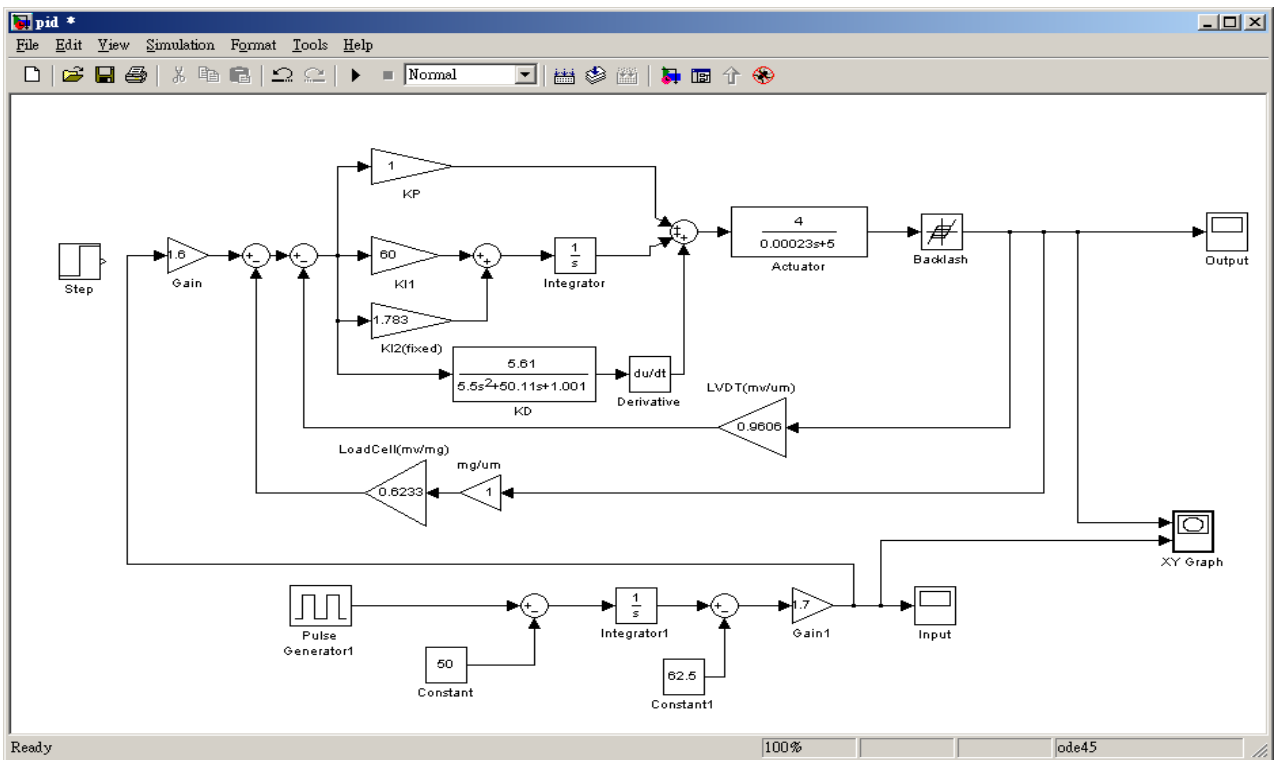 pid *
File Edit View Simulation Format Tools Help
Normal
1
KP
Step
1.6
Gain
+
-
+
-
60
KI1
+
+
1
s
Integrator
+
+
+
4
0.00023s+5
Actuator
Backlash
Output
1.783
KI2(fixed)
5.61
5.5s²+50.11s+1.001
KD
du/dt
Derivative
LVDT(mv/um)
0.9606
LoadCell(mv/mg)
0.6233
mg/um
1
XY Graph
Pulse
Generator1
+
-
1
s
Integrator1
+
-
1.7
Gain1
Input
50
Constant
62.5
Constant1
Ready 100% ode45